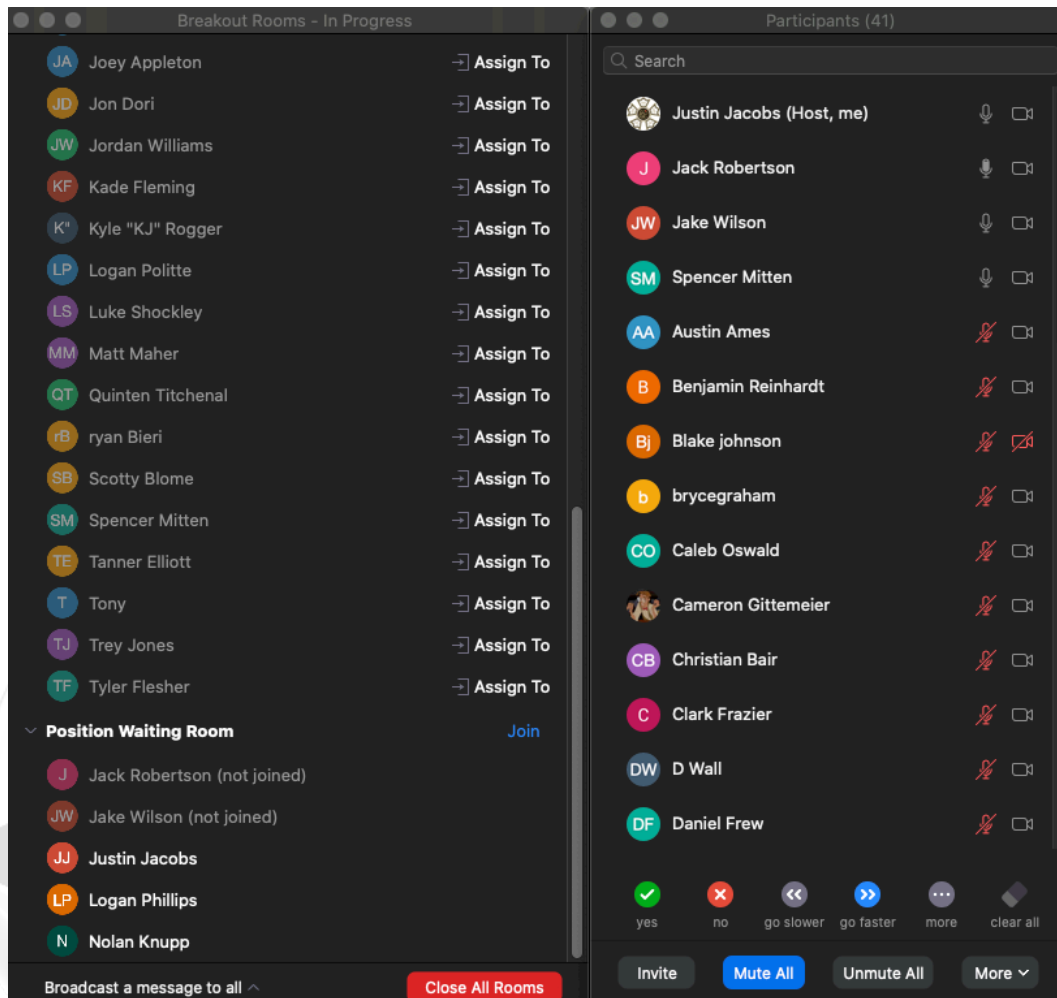 Breakout Rooms - In Progress
JA Joey Appleton Assign To
JD Jon Dori Assign To
JW Jordan Williams Assign To
KF Kade Fleming Assign To
K" Kyle "KJ" Rogger Assign To
LP Logan Politte Assign To
LS Luke Shockley Assign To
MM Matt Maher Assign To
QT Quinten Titchenal Assign To
rB ryan Bieri Assign To
SB Scotty Blome Assign To
SM Spencer Mitten Assign To
TE Tanner Elliott Assign To
T Tony Assign To
TJ Trey Jones Assign To
TF Tyler Flesher Assign To
Position Waiting Room Join
J Jack Robertson (not joined)
JW Jake Wilson (not joined)
JJ Justin Jacobs
LP Logan Phillips
N Nolan Knupp
Broadcast a message to all Close All Rooms
Participants (41)
Search
Justin Jacobs (Host, me)
J Jack Robertson
JW Jake Wilson
SM Spencer Mitten
AA Austin Ames
B Benjamin Reinhardt
Bj Blake johnson
b brycegraham
CO Caleb Oswald
Cameron Gittemeier
CB Christian Bair
C Clark Frazier
DW D Wall
DF Daniel Frew
yes no go slower go faster more clear all
Invite Mute All Unmute All More